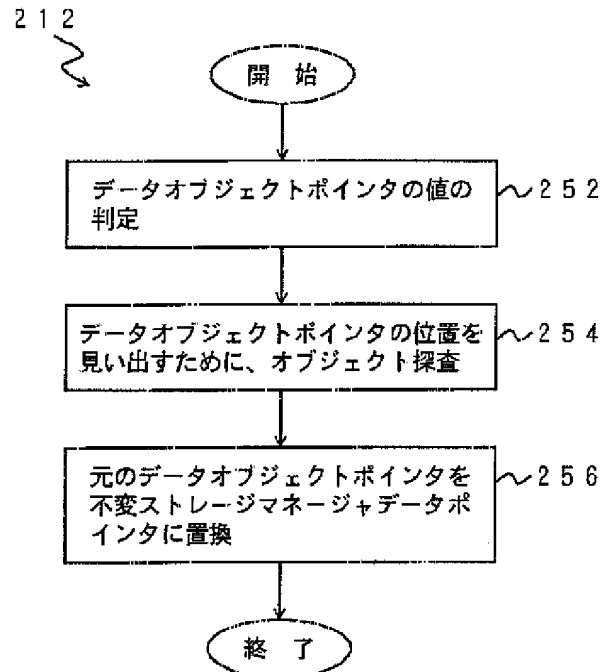 212
開 始
データオブジェクトポインタの値の
判定
252
データオブジェクトポインタの位置を
見い出すために、オブジェクト探査
254
元のデータオブジェクトポインタを
不変ストレージマネージャデータポ
インタに置換
256
終 了